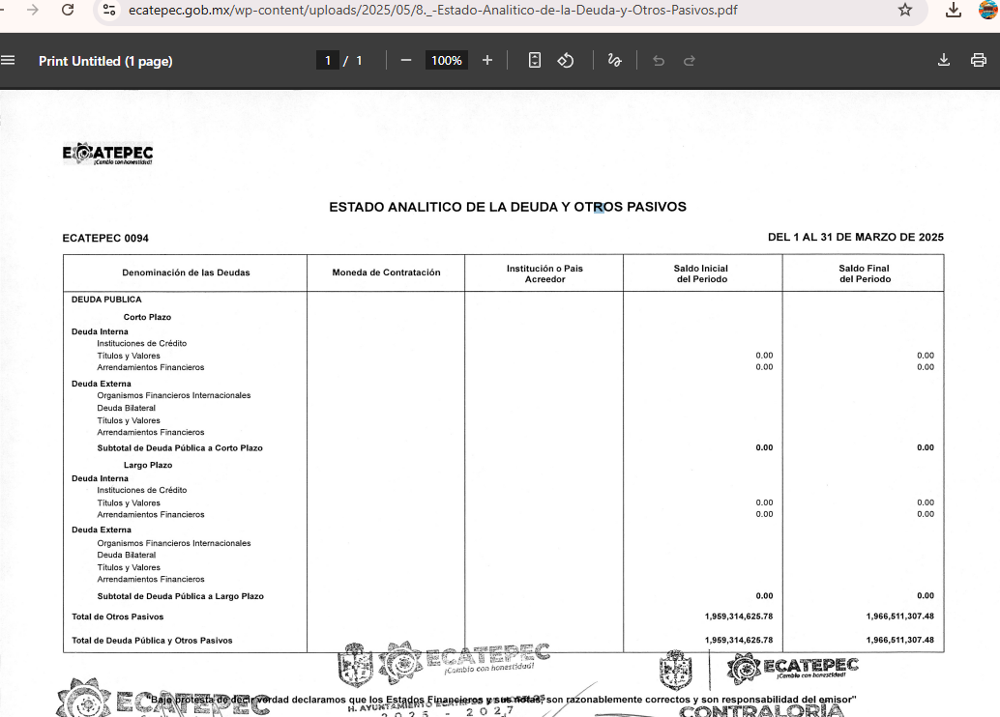 ecatepec.gob.mx/wp-content/uploads/2025/05/8._-Estado-Analitico-de-la-Deuda-y-Otros-Pasivos.pdf
Print Untitled (1 page)
1 / 1
100%
ECATEPEC
¡Cambio con honestidad!
ESTADO ANALITICO DE LA DEUDA Y OTROS PASIVOS
ECATEPEC 0094 DEL 1 AL 31 DE MARZO DE 2025
Denominación de las Deudas Moneda de Contratación Institución o Pais Acreedor Saldo Inicial del Periodo Saldo Final del Periodo
DEUDA PUBLICA
Corto Plazo
Deuda Interna
Instituciones de Crédito
Títulos y Valores 0.00 0.00
Arrendamientos Financieros 0.00 0.00
Deuda Externa
Organismos Financieros Internacionales
Deuda Bilateral
Títulos y Valores
Arrendamientos Financieros
Subtotal de Deuda Pública a Corto Plazo 0.00 0.00
Largo Plazo
Deuda Interna
Instituciones de Crédito
Títulos y Valores 0.00 0.00
Arrendamientos Financieros 0.00 0.00
Deuda Externa
Organismos Financieros Internacionales
Deuda Bilateral
Títulos y Valores
Arrendamientos Financieros
Subtotal de Deuda Pública a Largo Plazo 0.00 0.00
Total de Otros Pasivos 1,959,314,625.78 1,966,511,307.48
Total de Deuda Pública y Otros Pasivos 1,959,314,625.78 1,966,511,307.48
ECATEPEC
¡Cambio con honestidad!
ECATEPEC
¡Cambio con honestidad!
ECATEPEC
"Bajo protesta de decir verdad declaramos que los Estados Financieros y sus notas, son razonablemente correctos y son responsabilidad del emisor"
H. AYUNTAMIENTO ECATEPEC
2025 - 2027
CONTRALORIA